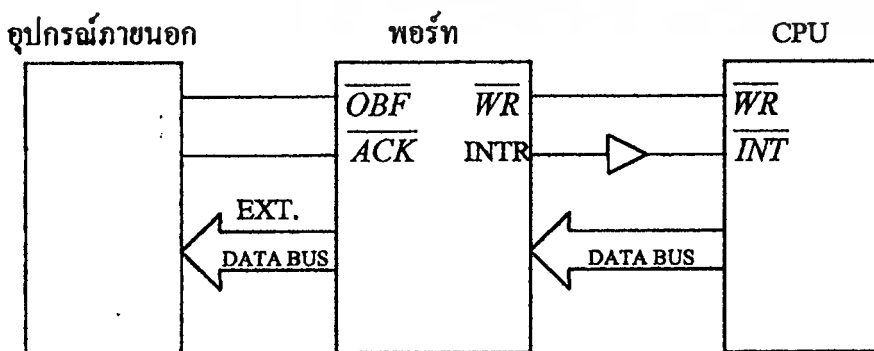 อุปกรณ์ภายนอก พอร์ท CPU
OBF WR WR
ACK INTR INT
EXT.
DATA BUS DATA BUS